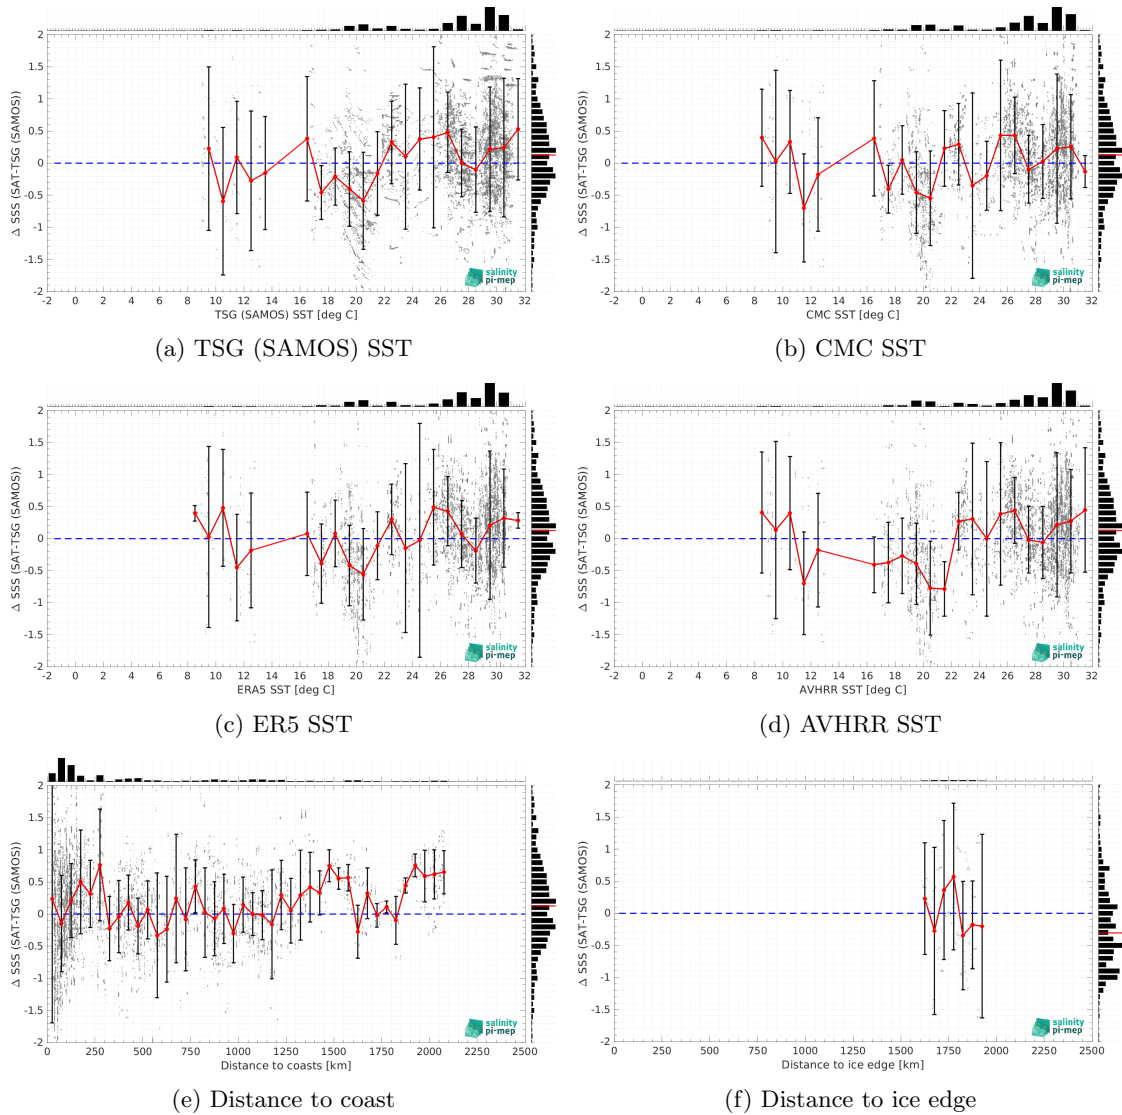 2
1.5
1
0.5
0
-0.5
-1
-1.5
-2
Δ SSS (SAT-TSG (SAMOS))
-2 0 2 4 6 8 10 12 14 16 18 20 22 24 26 28 30 32
TSG (SAMOS) SST [deg C]
salinity
pi-mep
(a) TSG (SAMOS) SST
2
1.5
1
0.5
0
-0.5
-1
-1.5
-2
Δ SSS (SAT-TSG (SAMOS))
-2 0 2 4 6 8 10 12 14 16 18 20 22 24 26 28 30 32
CMC SST [deg C]
salinity
pi-mep
(b) CMC SST
2
1.5
1
0.5
0
-0.5
-1
-1.5
-2
Δ SSS (SAT-TSG (SAMOS))
-2 0 2 4 6 8 10 12 14 16 18 20 22 24 26 28 30 32
ERA5 SST [deg C]
salinity
pi-mep
(c) ER5 SST
2
1.5
1
0.5
0
-0.5
-1
-1.5
-2
Δ SSS (SAT-TSG (SAMOS))
-2 0 2 4 6 8 10 12 14 16 18 20 22 24 26 28 30 32
AVHRR SST [deg C]
salinity
pi-mep
(d) AVHRR SST
2
1.5
1
0.5
0
-0.5
-1
-1.5
-2
Δ SSS (SAT-TSG (SAMOS))
0 250 500 750 1000 1250 1500 1750 2000 2250 2500
Distance to coasts [km]
salinity
pi-mep
(e) Distance to coast
2
1.5
1
0.5
0
-0.5
-1
-1.5
-2
Δ SSS (SAT-TSG (SAMOS))
0 250 500 750 1000 1250 1500 1750 2000 2250 2500
Distance to ice edge [km]
salinity
pi-mep
(f) Distance to ice edge